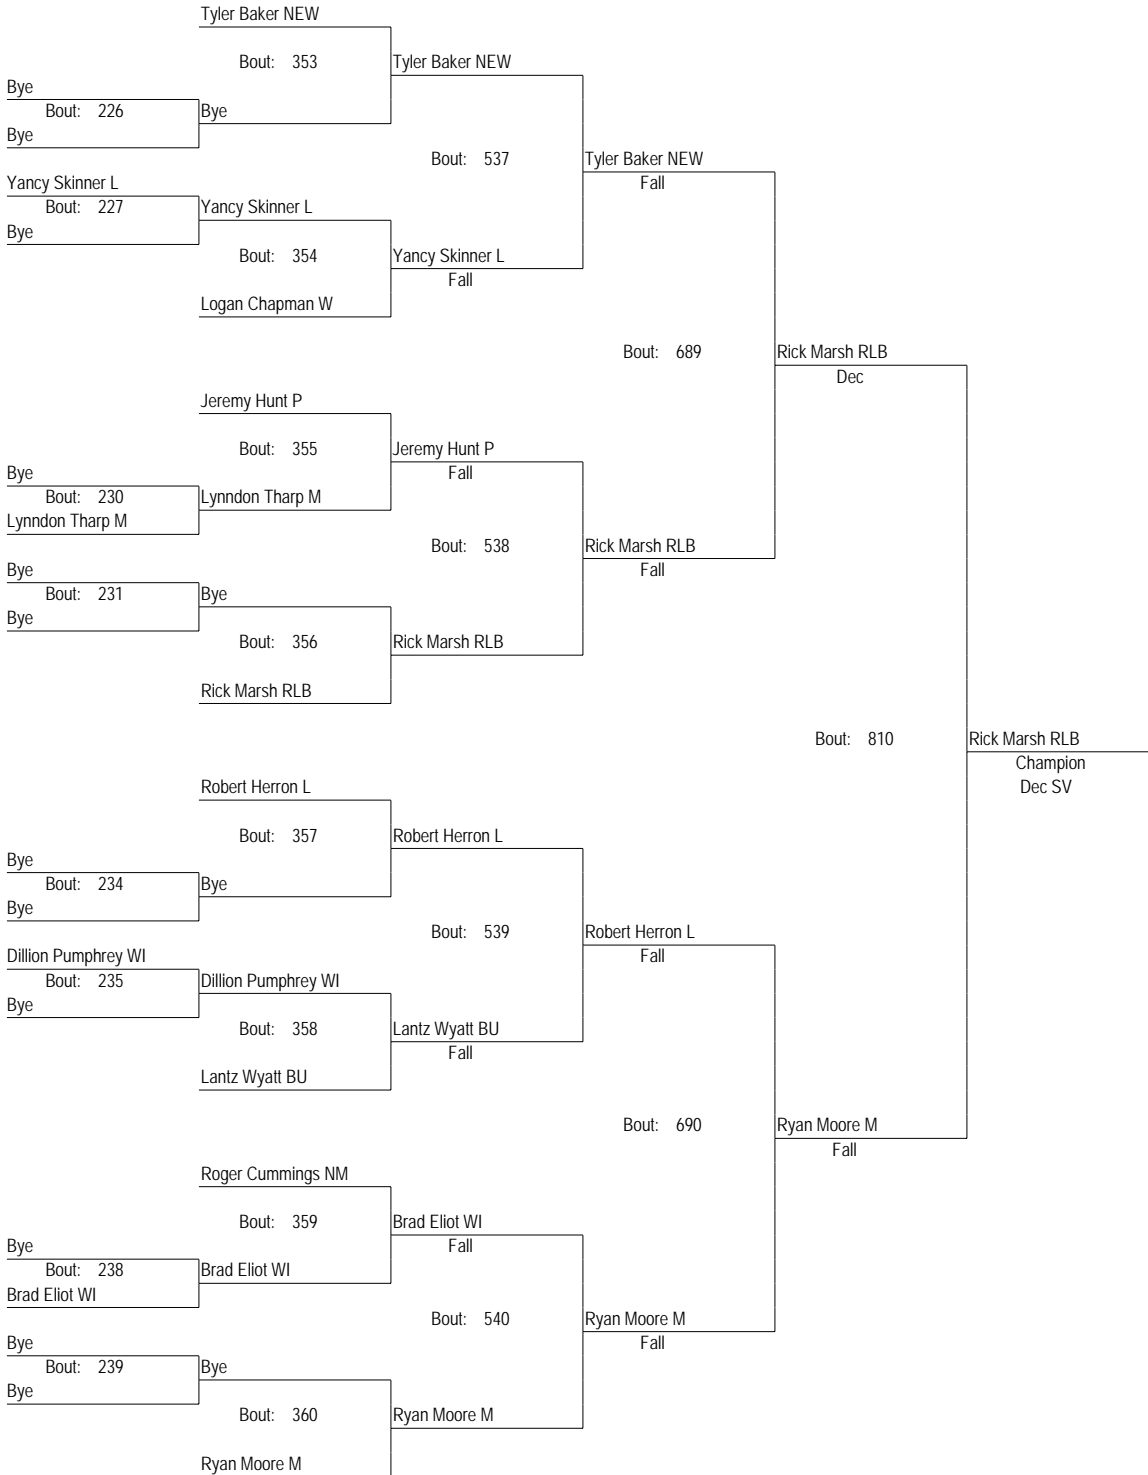 Tyler Baker NEW
Bout: 353
Tyler Baker NEW
Bye
Bout: 226
Bye
Bye
Bout: 537
Tyler Baker NEW
Fall
Yancy Skinner L
Bout: 227
Yancy Skinner L
Bye
Bout: 354
Yancy Skinner L
Fall
Logan Chapman W
Bout: 689
Rick Marsh RLB
Dec
Jeremy Hunt P
Bout: 355
Jeremy Hunt P
Fall
Bye
Bout: 230
Lynndon Tharp M
Lynndon Tharp M
Bout: 538
Rick Marsh RLB
Fall
Bye
Bout: 231
Bye
Bye
Bout: 356
Rick Marsh RLB
Rick Marsh RLB
Bout: 810
Rick Marsh RLB
Champion
Dec SV
Robert Herron L
Bout: 357
Robert Herron L
Bye
Bout: 234
Bye
Bye
Bout: 539
Robert Herron L
Fall
Dillion Pumphrey WI
Bout: 235
Dillion Pumphrey WI
Bye
Bout: 358
Lantz Wyatt BU
Fall
Lantz Wyatt BU
Bout: 690
Ryan Moore M
Fall
Roger Cummings NM
Bout: 359
Brad Eliot WI
Fall
Bye
Bout: 238
Brad Eliot WI
Brad Eliot WI
Bout: 540
Ryan Moore M
Fall
Bye
Bout: 239
Bye
Bye
Bout: 360
Ryan Moore M
Ryan Moore M